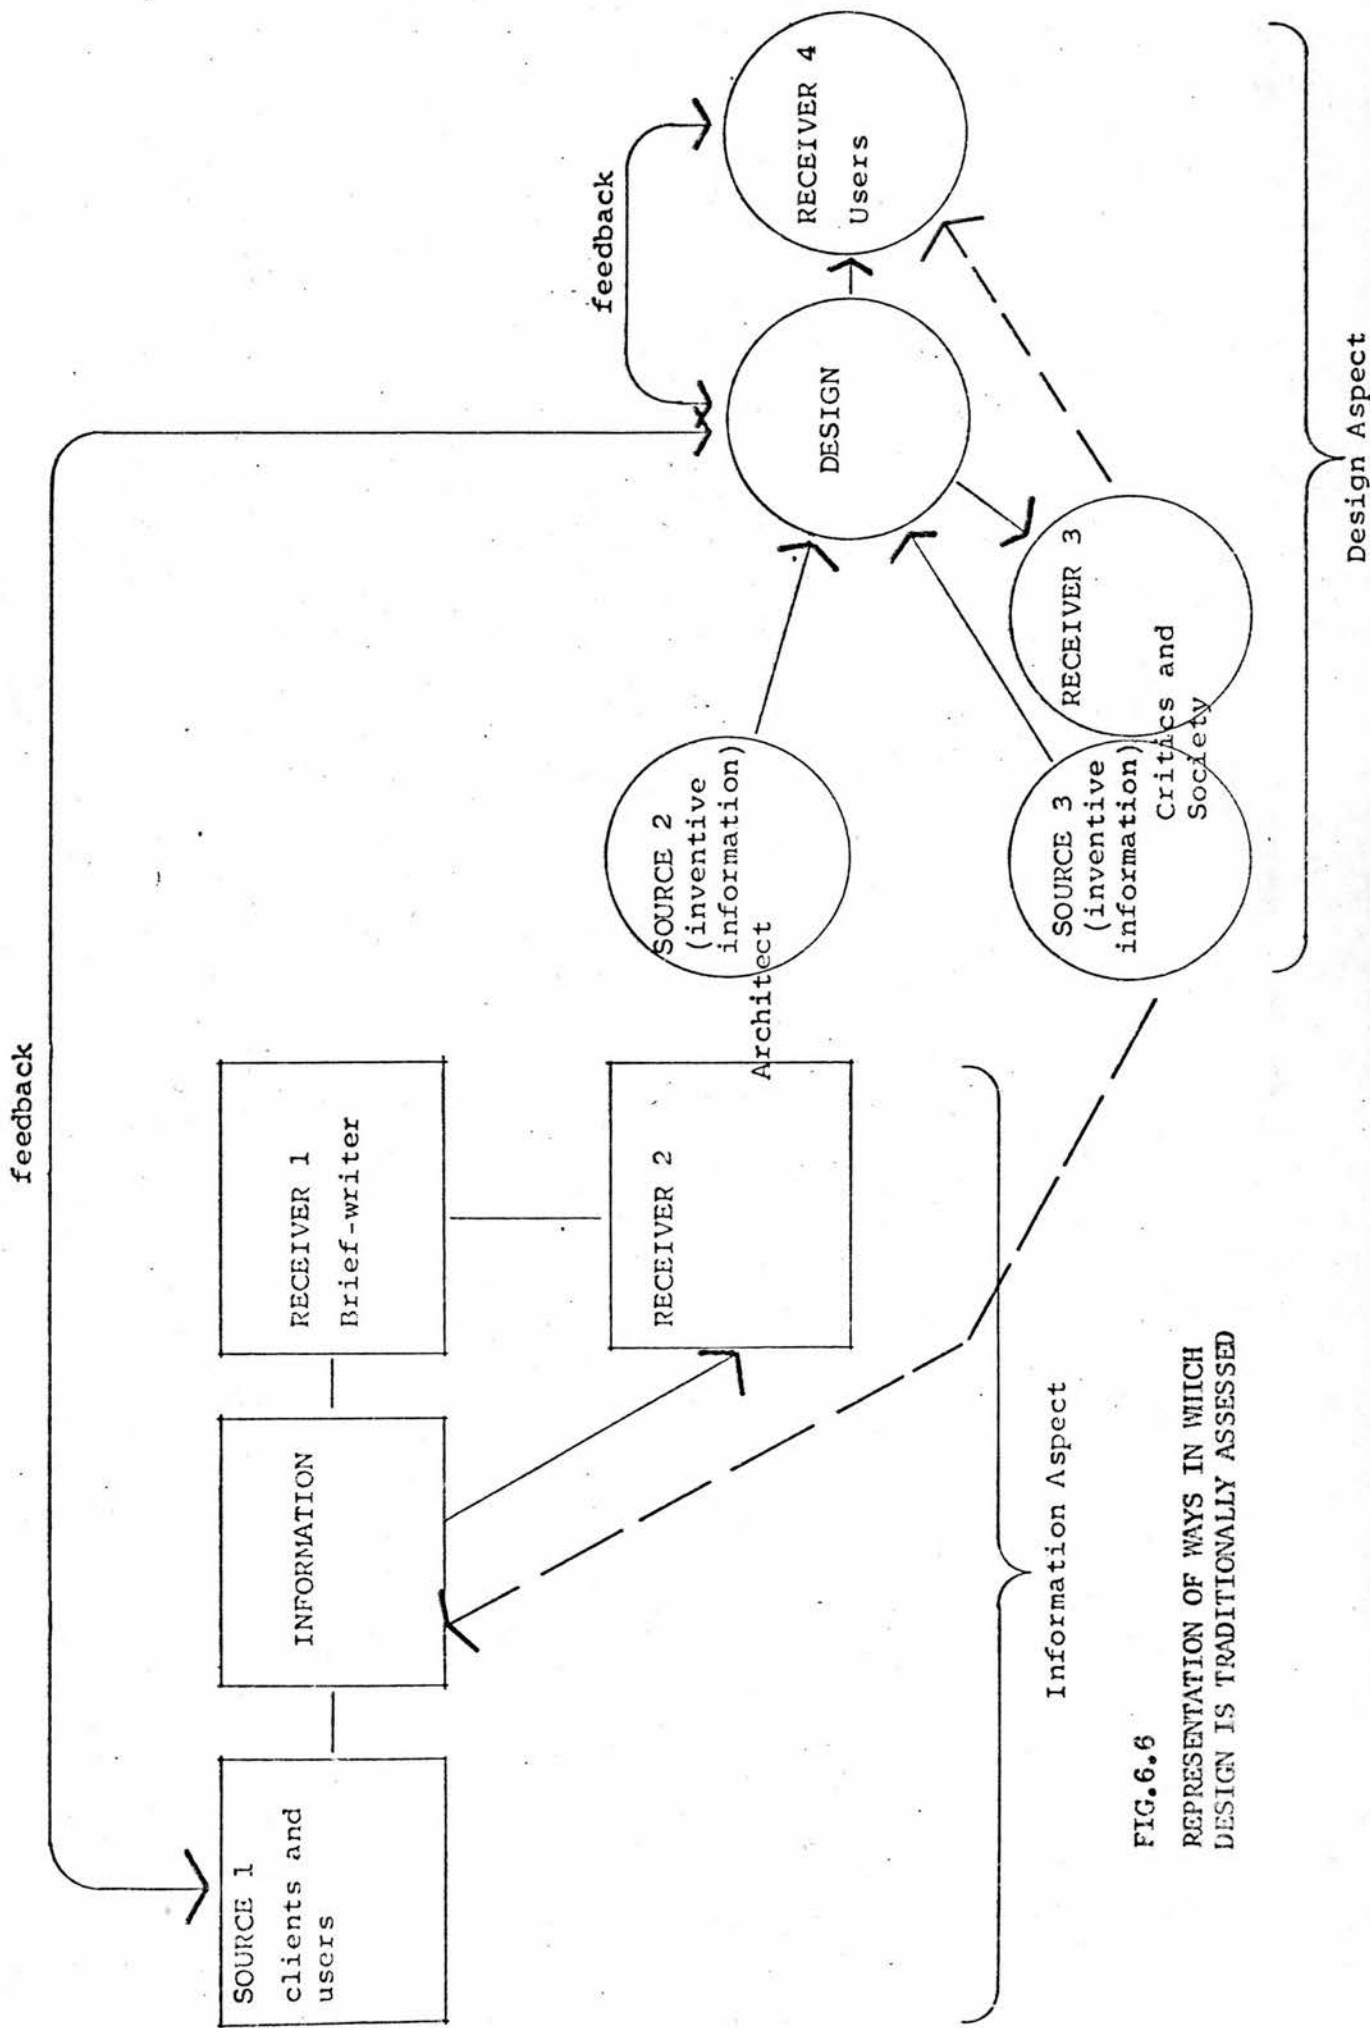 feedback
SOURCE 1
clients and
users
INFORMATION
RECEIVER 1
Brief-writer
RECEIVER 2
Architect
SOURCE 2
(inventive
information)
feedback
DESIGN
RECEIVER 4
Users
SOURCE 3
(inventive
information)
RECEIVER 3
Critics and
Society
Information Aspect
Design Aspect
FIG.6.6
REPRESENTATION OF WAYS IN WHICH
DESIGN IS TRADITIONALLY ASSESSED